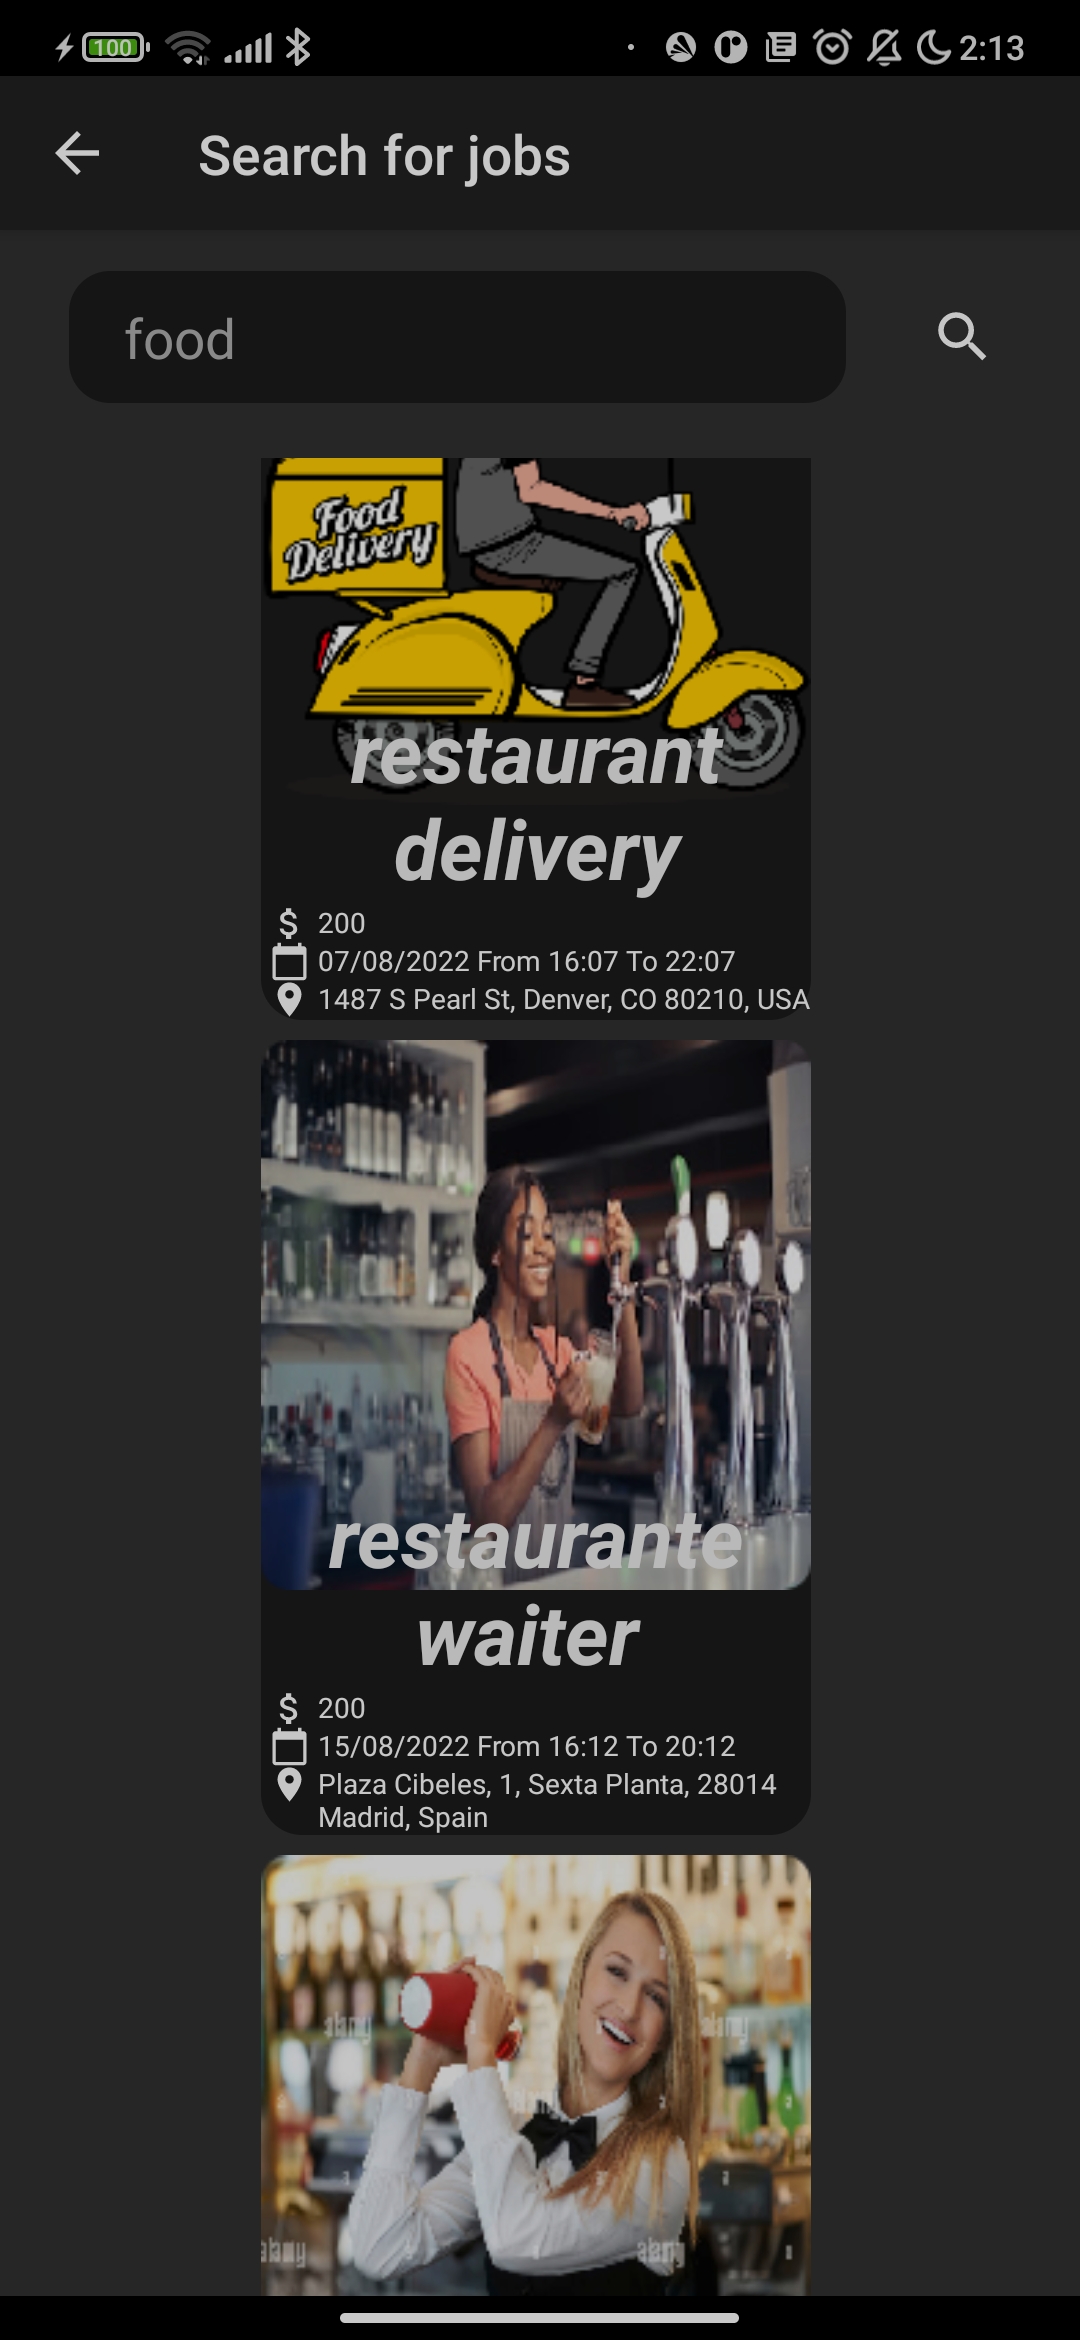 100
2:13
Search for jobs
food
Food
Delivery
restaurant
delivery
$ 200
07/08/2022 From 16:07 To 22:07
1487 S Pearl St, Denver, CO 80210, USA
restaurante
waiter
$ 200
15/08/2022 From 16:12 To 20:12
Plaza Cibeles, 1, Sexta Planta, 28014
Madrid, Spain
alamy
alamy
alamy
alamy
alamy